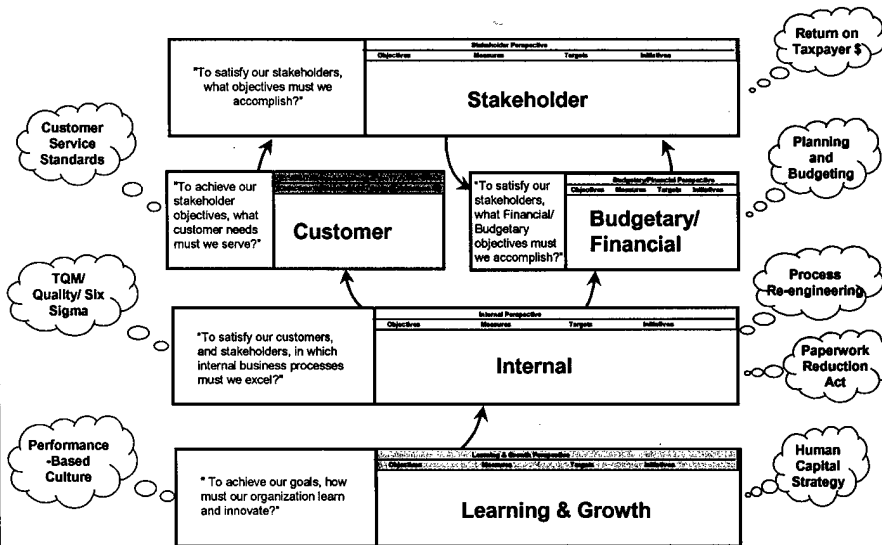 Stakeholder Perspective
Objectives Measures Targets Initiatives
"To satisfy our stakeholders,
what objectives must we
accomplish?"
Stakeholder
Return on
Taxpayer $
Customer
Service
Standards
"To achieve our
stakeholder
objectives, what
customer needs
must we serve?"
Customer
"To satisfy our
stakeholders,
what Financial/
Budgetary
objectives must
we accomplish?"
Budgetary/Financial Perspective
Objectives Measures Targets Initiatives
Budgetary/
Financial
Planning
and
Budgeting
TQM/
Quality/ Six
Sigma
"To satisfy our customers,
and stakeholders, in which
internal business processes
must we excel?"
Internal Perspective
Objectives Measures Targets Initiatives
Internal
Process
Re-engineering
Paperwork
Reduction
Act
Performance
-Based
Culture
" To achieve our goals, how
must our organization learn
and innovate?"
Learning & Growth Perspective
Objectives Measures Targets Initiatives
Learning & Growth
Human
Capital
Strategy